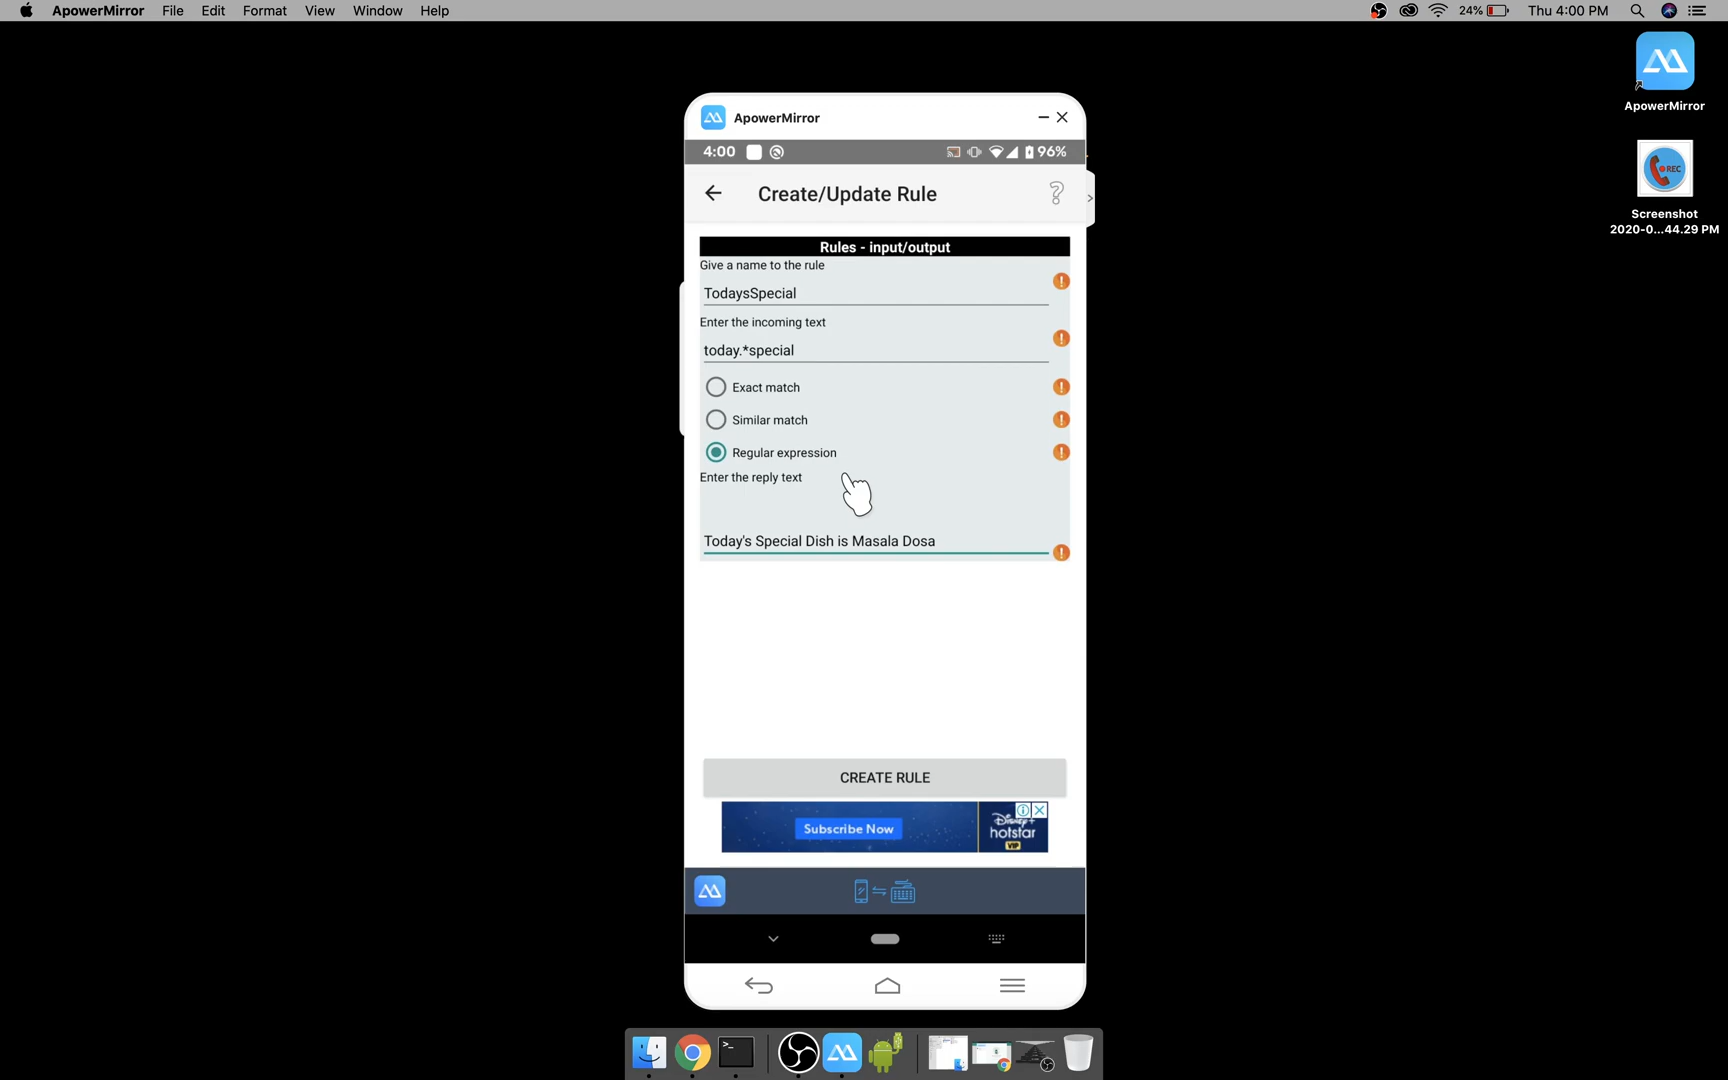 ApowerMirror File Edit Format View Window Help 24% Thu 4:00 PM
ApowerMirror
REC
Screenshot
2020-0...44.29 PM
ApowerMirror
4:00 96%
Create/Update Rule ?
Rules - input/output
Give a name to the rule
TodaysSpecial
Enter the incoming text
today.*special
Exact match
Similar match
Regular expression
Enter the reply text
Today's Special Dish is Masala Dosa
CREATE RULE
Subscribe Now
Disney+
hotstar
VIP